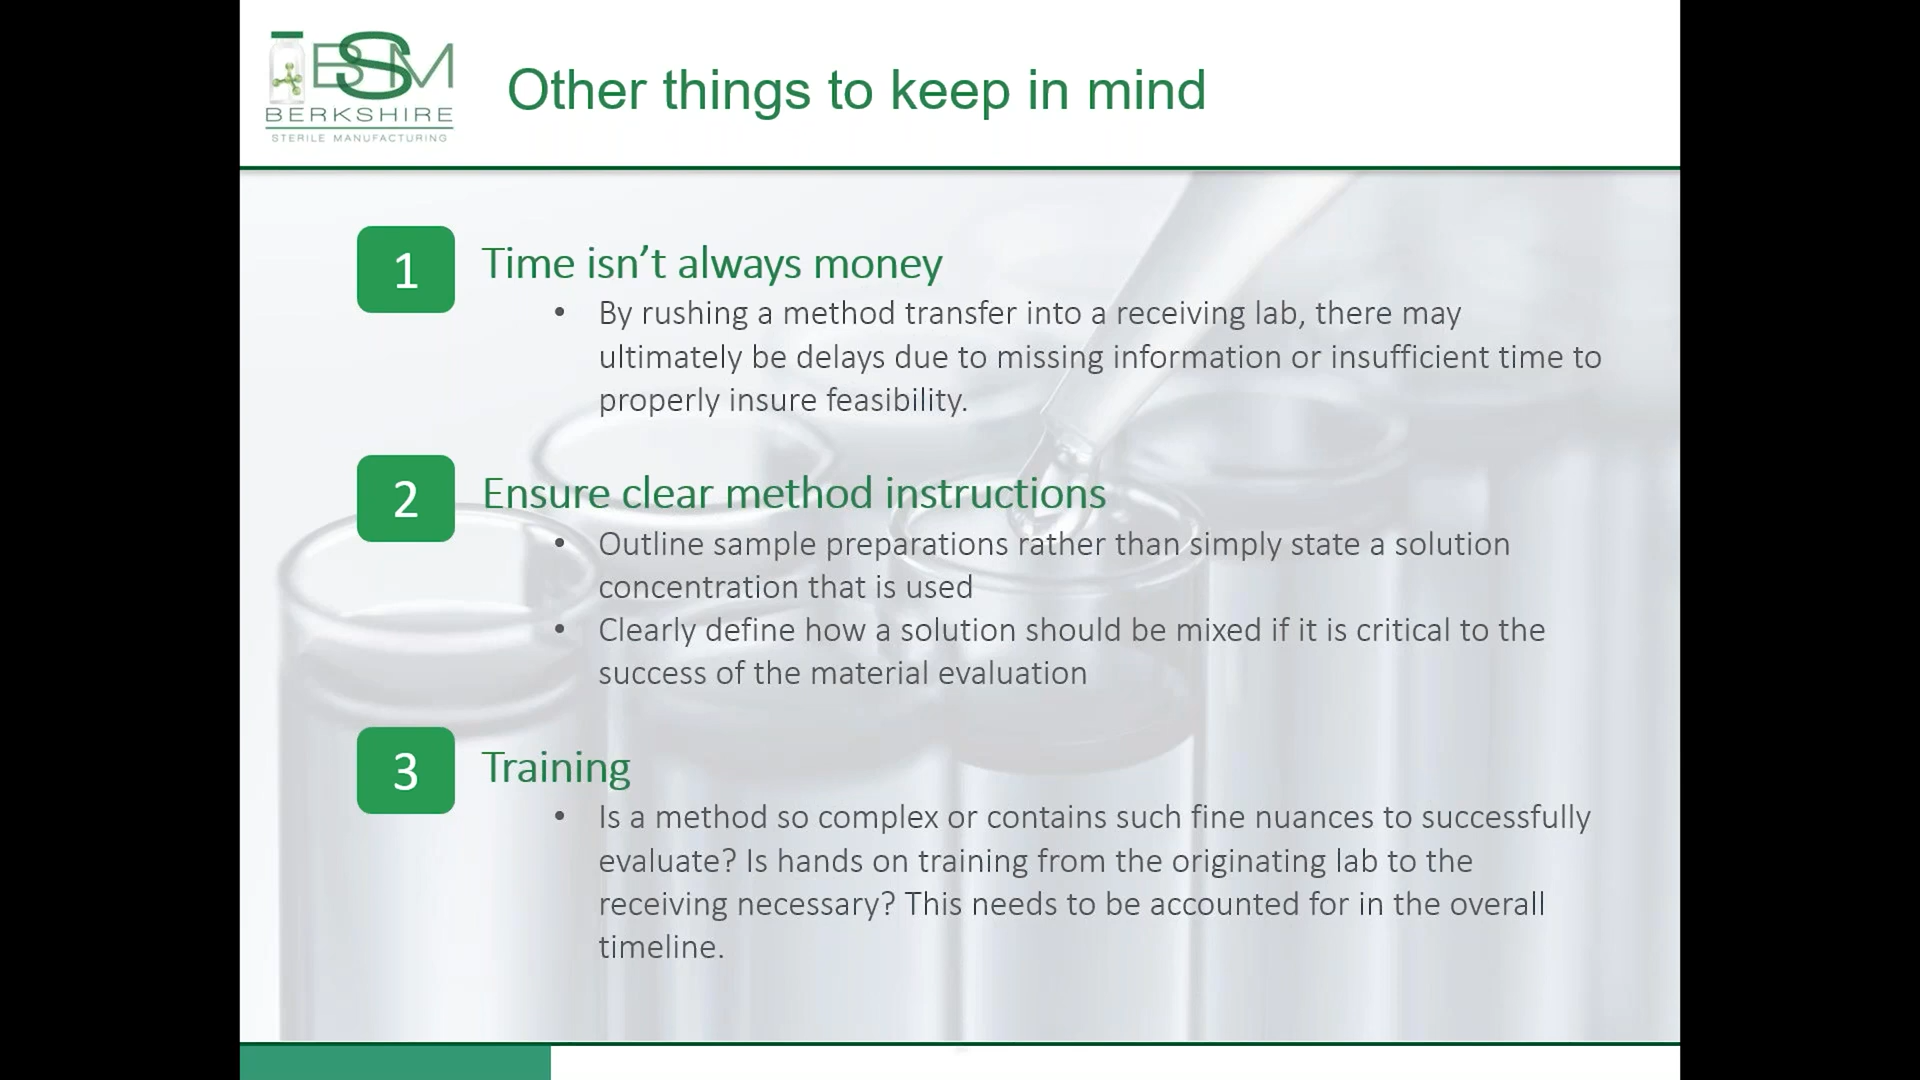 BSM
BERKSHIRE
STERILE MANUFACTURING
Other things to keep in mind
1
Time isn’t always money
• By rushing a method transfer into a receiving lab, there may
ultimately be delays due to missing information or insufficient time to
properly insure feasibility.
2
Ensure clear method instructions
• Outline sample preparations rather than simply state a solution
concentration that is used
• Clearly define how a solution should be mixed if it is critical to the
success of the material evaluation
3
Training
• Is a method so complex or contains such fine nuances to successfully
evaluate? Is hands on training from the originating lab to the
receiving necessary? This needs to be accounted for in the overall
timeline.